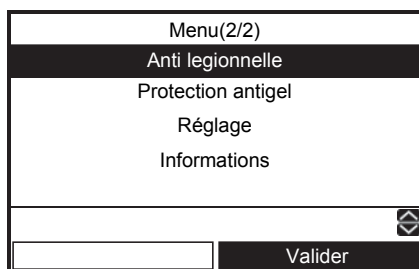 Menu(2/2)
Anti legionnelle
Protection antigel
Réglage
Informations
Valider